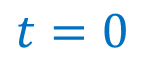 t = 0